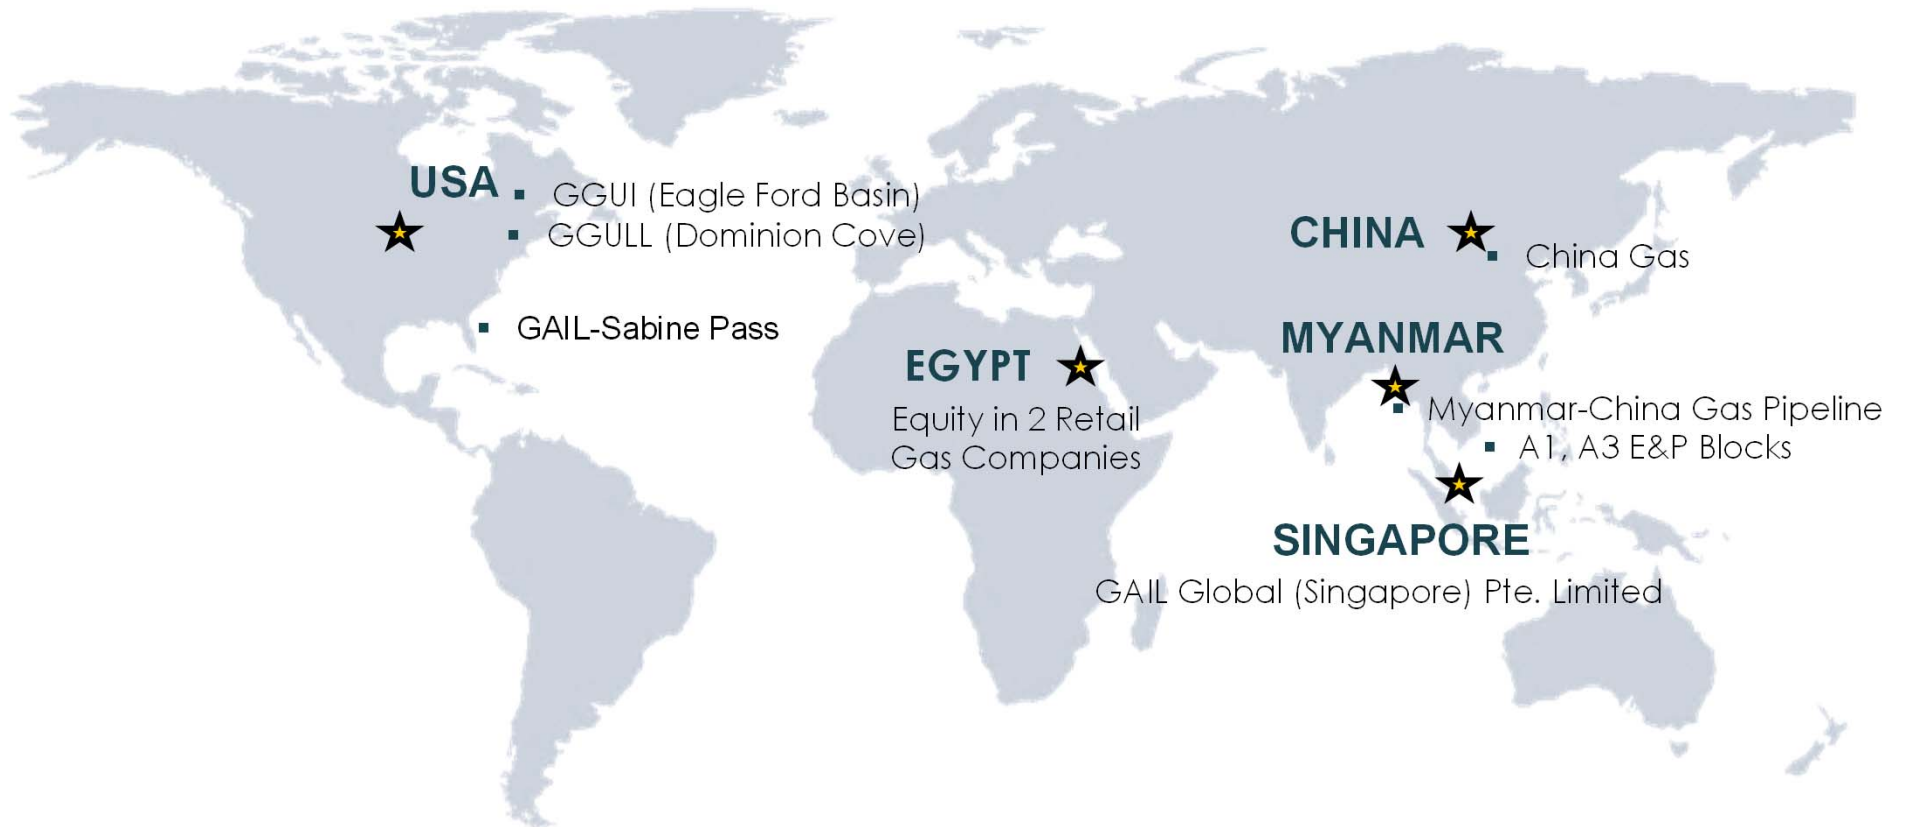 USA
▪ GGUI (Eagle Ford Basin)
▪ GGULL (Dominion Cove)
▪ GAIL-Sabine Pass
EGYPT
Equity in 2 Retail
Gas Companies
CHINA
▪ China Gas
MYANMAR
▪ Myanmar-China Gas Pipeline
▪ A1, A3 E&P Blocks
SINGAPORE
GAIL Global (Singapore) Pte. Limited